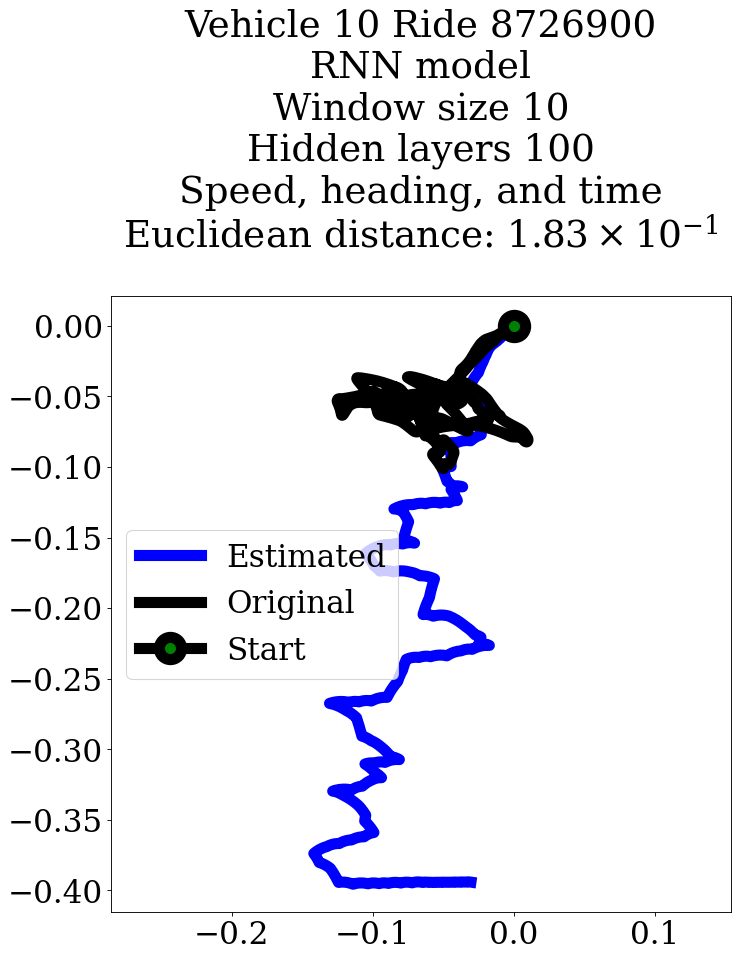 Vehicle 10 Ride 8726900
RNN model
Window size 10
Hidden layers 100
Speed, heading, and time
Euclidean distance: 1.83 × 10⁻¹
0.00
−0.05
−0.10
−0.15
−0.20
−0.25
−0.30
−0.35
−0.40
Estimated
Original
Start
−0.2
−0.1
0.0
0.1